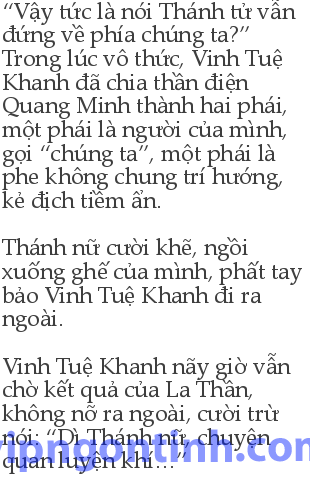 “Vậy tức là nói Thánh tử vẫn
đứng về phía chúng ta?”
Trong lúc vô thức, Vinh Tuệ
Khanh đã chia thần điện
Quang Minh thành hai phái,
một phái là người của mình,
gọi “chúng ta”, một phái là
phe không chung trí hướng,
kẻ địch tiềm ẩn.
Thánh nữ cười khẽ, ngồi
xuống ghế của mình, phất tay
bảo Vinh Tuệ Khanh đi ra
ngoài.
Vinh Tuệ Khanh nãy giờ vẫn
chờ kết quả của La Thần,
không nỡ ra ngoài, cười trừ
nói: “Dì Thánh nữ, chuyện
quan luyện khí…”
vipngontinh.com